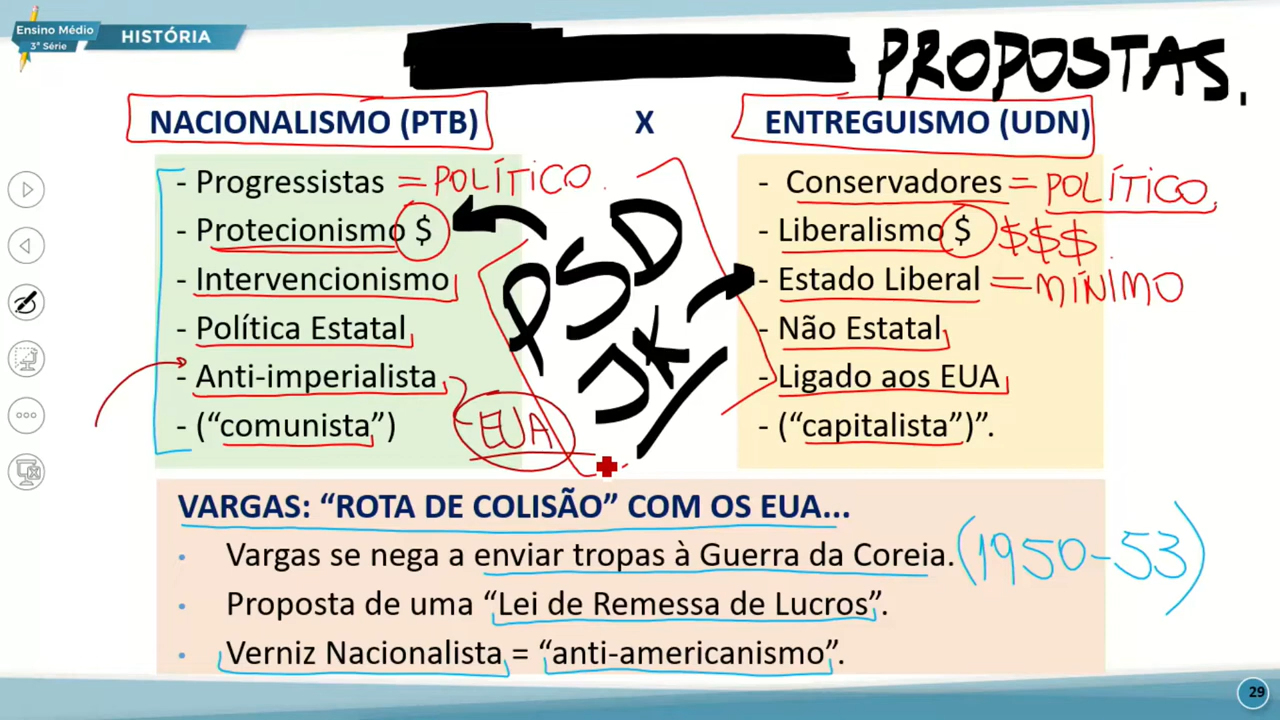 Ensino Médio
3ª Série
HISTÓRIA
PROPOSTAS.
NACIONALISMO (PTB) X ENTREGUISMO (UDN)
- Progressistas = POLÍTICO.
- Protecionismo $
- Intervencionismo
- Política Estatal
- Anti-imperialista
- (“comunista”)
EUA
PSD
JK
- Conservadores = POLÍTICO.
- Liberalismo $ $$$
- Estado Liberal = MÍNIMO
- Não Estatal
- Ligado aos EUA
- (“capitalista”)”.
VARGAS: “ROTA DE COLISÃO” COM OS EUA...
• Vargas se nega a enviar tropas à Guerra da Coreia. (1950-53)
• Proposta de uma “Lei de Remessa de Lucros”.
• Verniz Nacionalista = “anti-americanismo”.
29